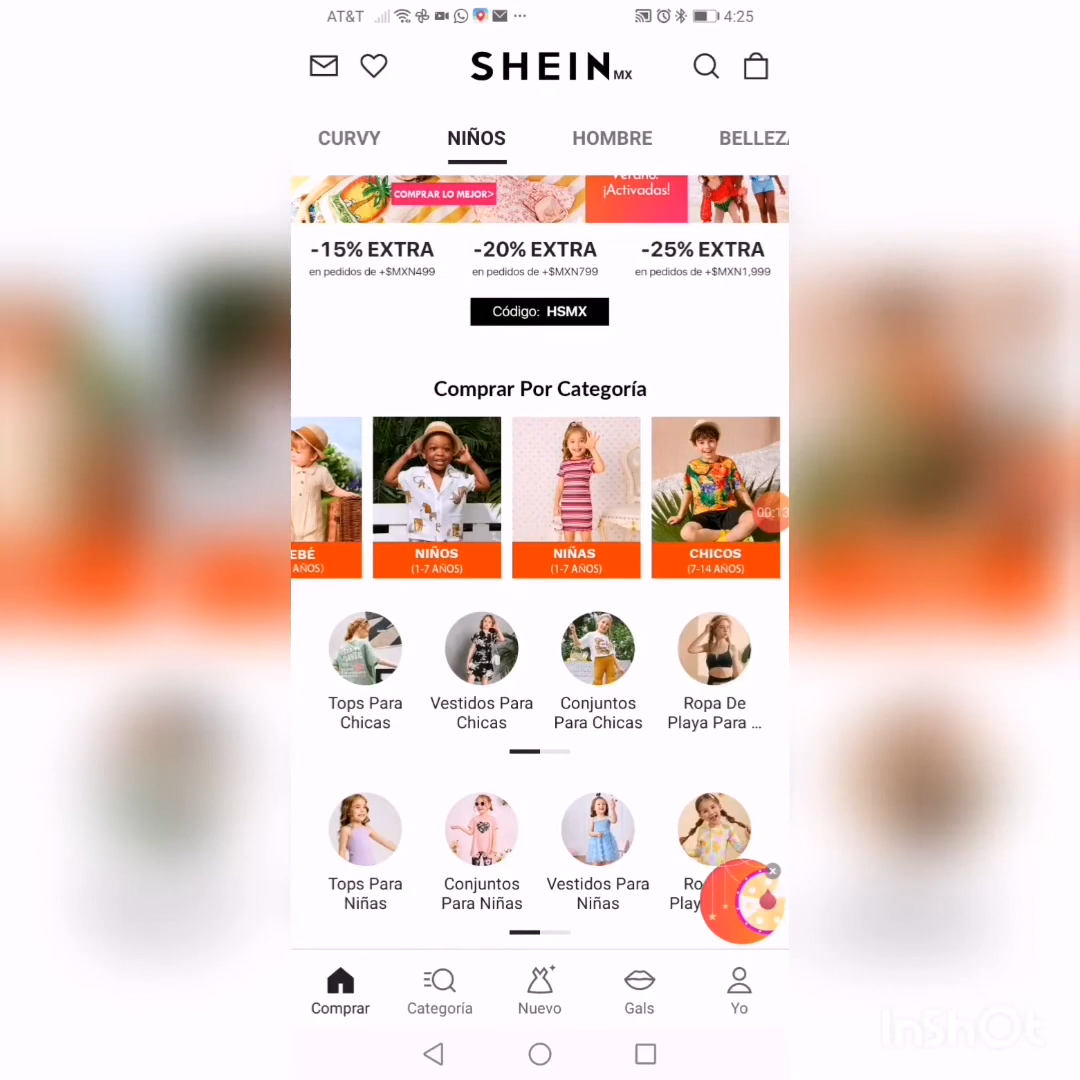 AT&T
4:25
SHEIN MX
CURVY NIÑOS HOMBRE BELLEZ
COMPRAR LO MEJOR>
Verano.
¡Activadas!
-15% EXTRA -20% EXTRA -25% EXTRA
en pedidos de +$MXN499 en pedidos de +$MXN799 en pedidos de +$MXN1,999
Código: HSMX
Comprar Por Categoría
00:13
EBÉ NIÑOS NIÑAS CHICOS
AÑOS) (1-7 AÑOS) (1-7 AÑOS) (7-14 AÑOS)
Tops Para Vestidos Para Conjuntos Ropa De
Chicas Chicas Para Chicas Playa Para ...
Tops Para Conjuntos Vestidos Para Ro
Niñas Para Niñas Niñas Play
Comprar Categoría Nuevo Gals Yo
InShOt